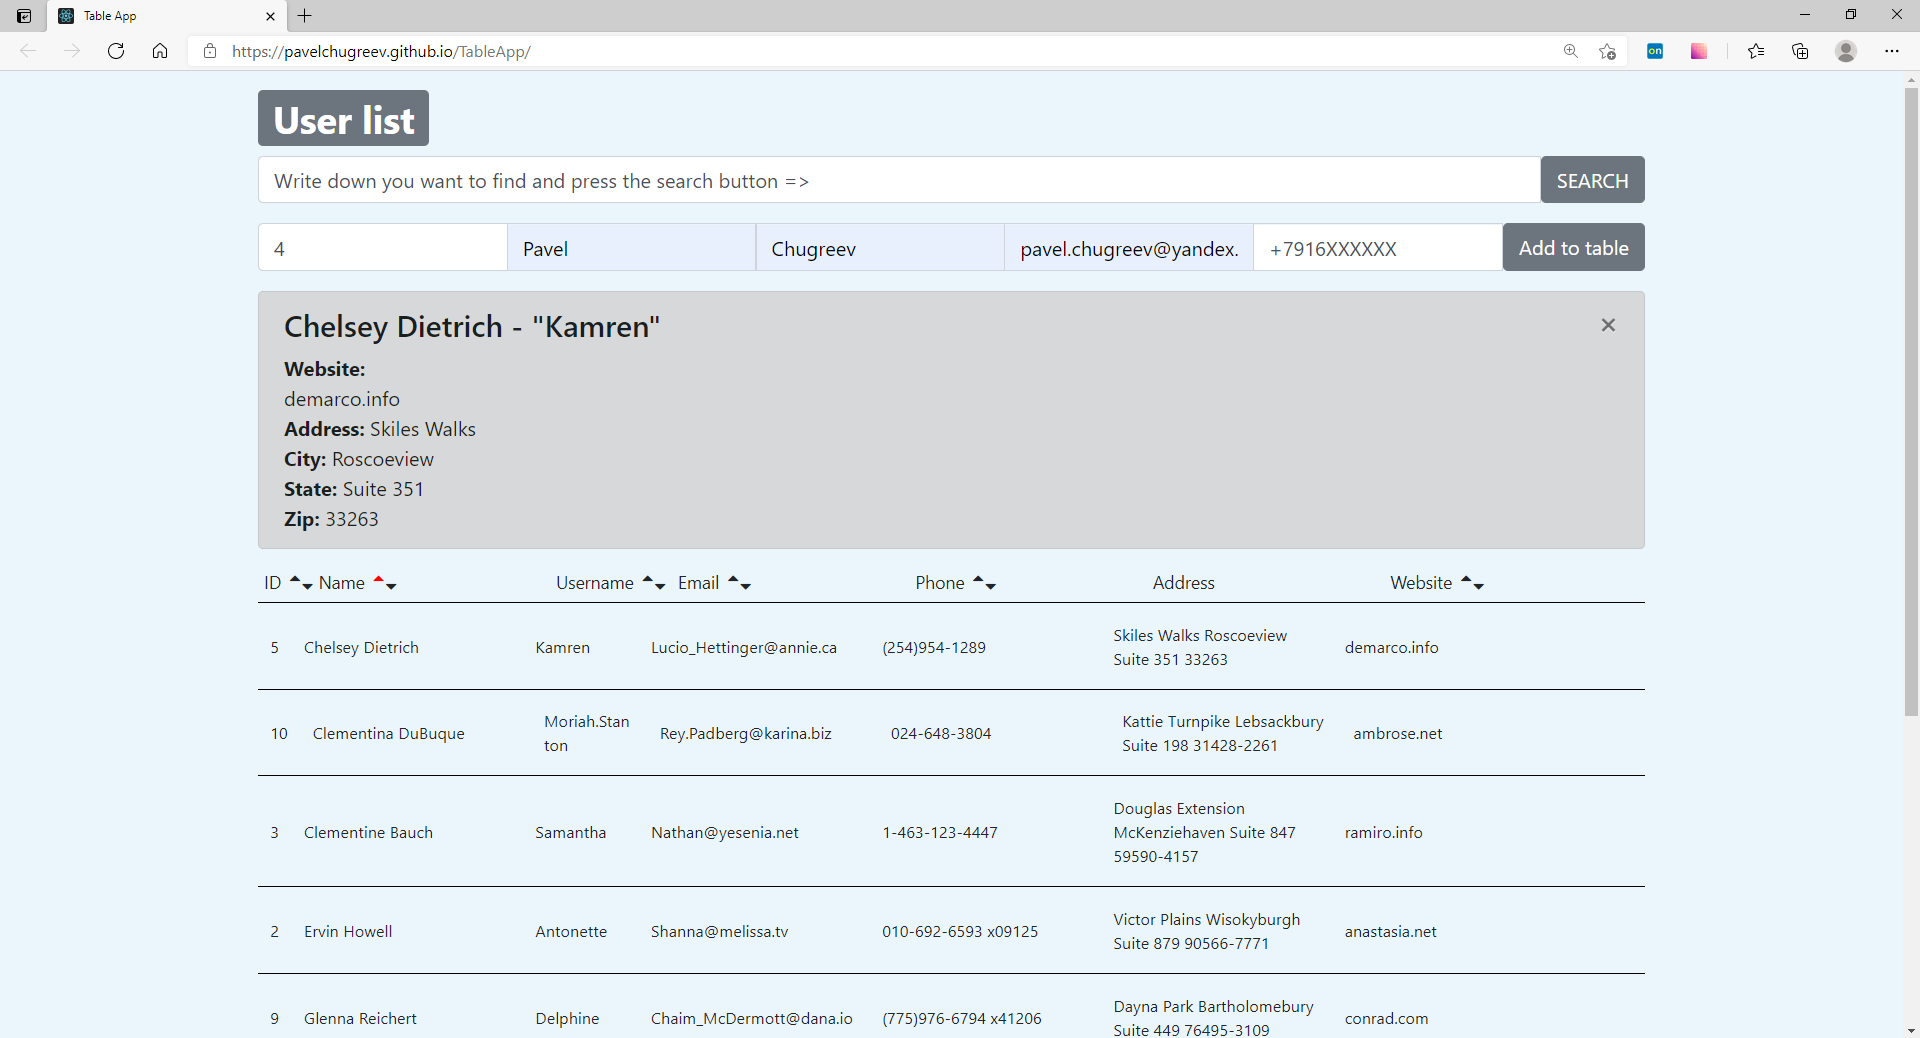 Table App
https://pavelchugreev.github.io/TableApp/
on
User list
Write down you want to find and press the search button => SEARCH
4 Pavel Chugreev pavel.chugreev@yandex. +7916XXXXXX Add to table
Chelsey Dietrich - "Kamren"
Website:
demarco.info
Address: Skiles Walks
City: Roscoeview
State: Suite 351
Zip: 33263
ID Name Username Email Phone Address Website
5 Chelsey Dietrich Kamren Lucio_Hettinger@annie.ca (254)954-1289 Skiles Walks Roscoeview demarco.info
Suite 351 33263
10 Clementina DuBuque Moriah.Stan Rey.Padberg@karina.biz 024-648-3804 Kattie Turnpike Lebsackbury ambrose.net
ton Suite 198 31428-2261
3 Clementine Bauch Samantha Nathan@yesenia.net 1-463-123-4447 Douglas Extension ramiro.info
McKenziehaven Suite 847
59590-4157
2 Ervin Howell Antonette Shanna@melissa.tv 010-692-6593 x09125 Victor Plains Wisokyburgh anastasia.net
Suite 879 90566-7771
9 Glenna Reichert Delphine Chaim_McDermott@dana.io (775)976-6794 x41206 Dayna Park Bartholomebury conrad.com
Suite 449 76495-3109